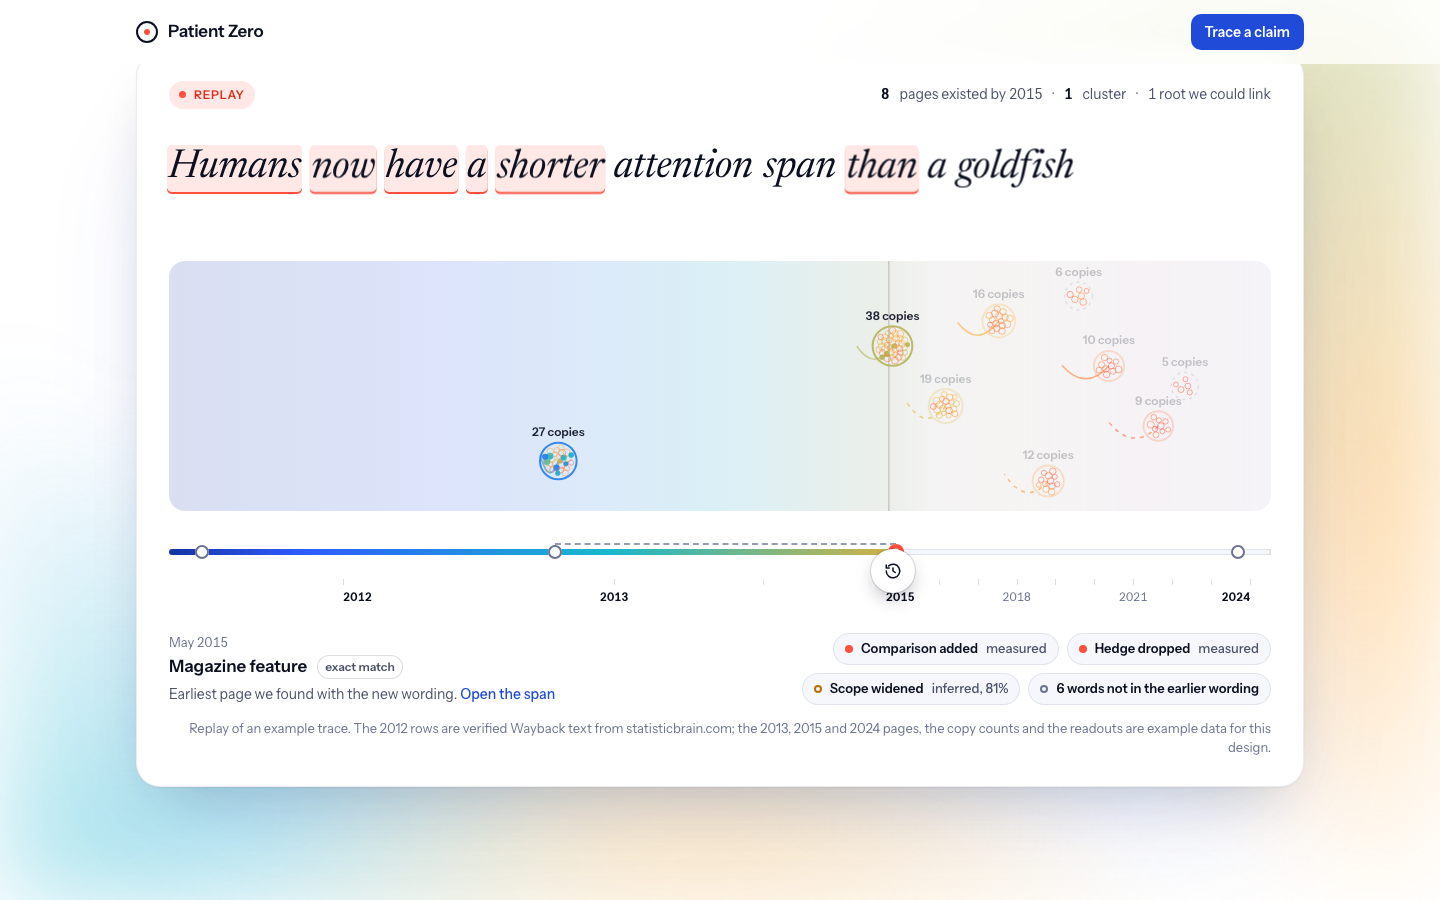 Patient Zero
Trace a claim
REPLAY
8 pages existed by 2015 · 1 cluster · 1 root we could link
Humans now have a shorter attention span than a goldfish
6 copies
16 copies
38 copies
10 copies
5 copies
19 copies
9 copies
27 copies
12 copies
2012 2013 2015 2018 2021 2024
May 2015
Magazine feature exact match
Earliest page we found with the new wording. Open the span
Comparison added measured
Hedge dropped measured
Scope widened inferred, 81%
6 words not in the earlier wording
Replay of an example trace. The 2012 rows are verified Wayback text from statisticbrain.com; the 2013, 2015 and 2024 pages, the copy counts and the readouts are example data for this
design.